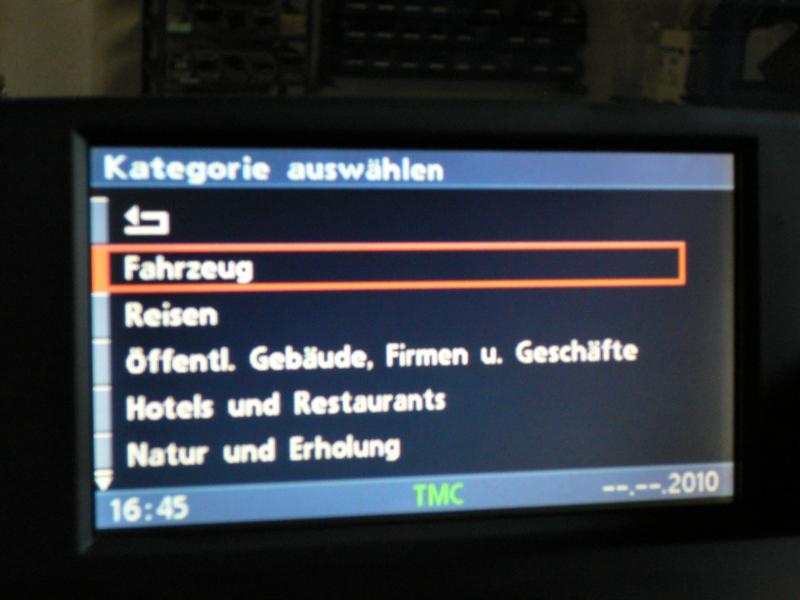 Kategorie auswählen
Fahrzeug
Reisen
Öffentl. Gebäude, Firmen u. Geschäfte
Hotels und Restaurants
Natur und Erholung
16:45 TMC --.--.2010